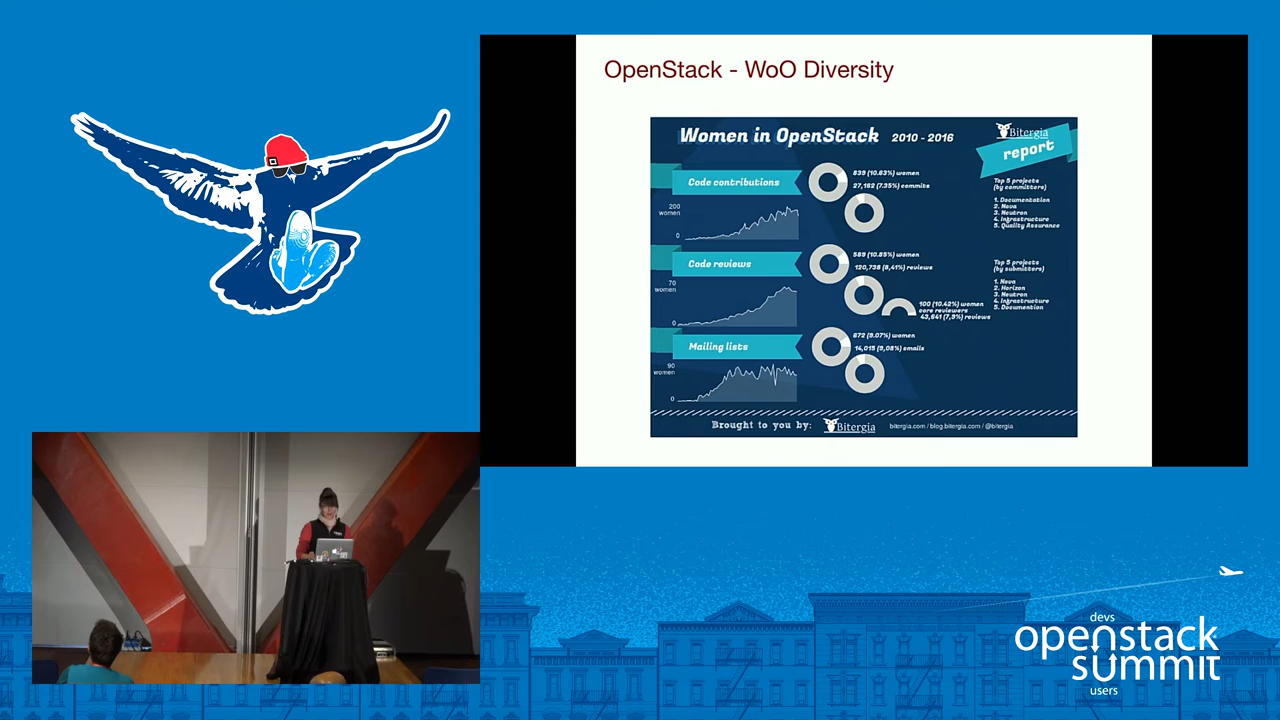 OpenStack - WoO Diversity
Women in OpenStack 2010 - 2016
Bitergia
report
Code contributions
839 (10.63%) women
27,162 (7.35%) commits
200
women
0
Top 5 projects
(by committers)
1. Documentation
2. Nova
3. Neutron
4. Infrastructure
5. Quality Assurance
Code reviews
589 (10.85%) women
120,738 (8,41%) reviews
70
women
0
100 (10.42%) women
core reviewers
43,641 (7,9%) reviews
Top 5 projects
(by submitters)
1. Nova
2. Horizon
3. Neutron
4. Infrastructure
5. Documention
Mailing lists
672 (9.07%) women
14,015 (9,08%) emails
90
women
0
Brought to you by:
Bitergia
bitergia.com / blog.bitergia.com / @bitergia
devs
openstack
summit
users